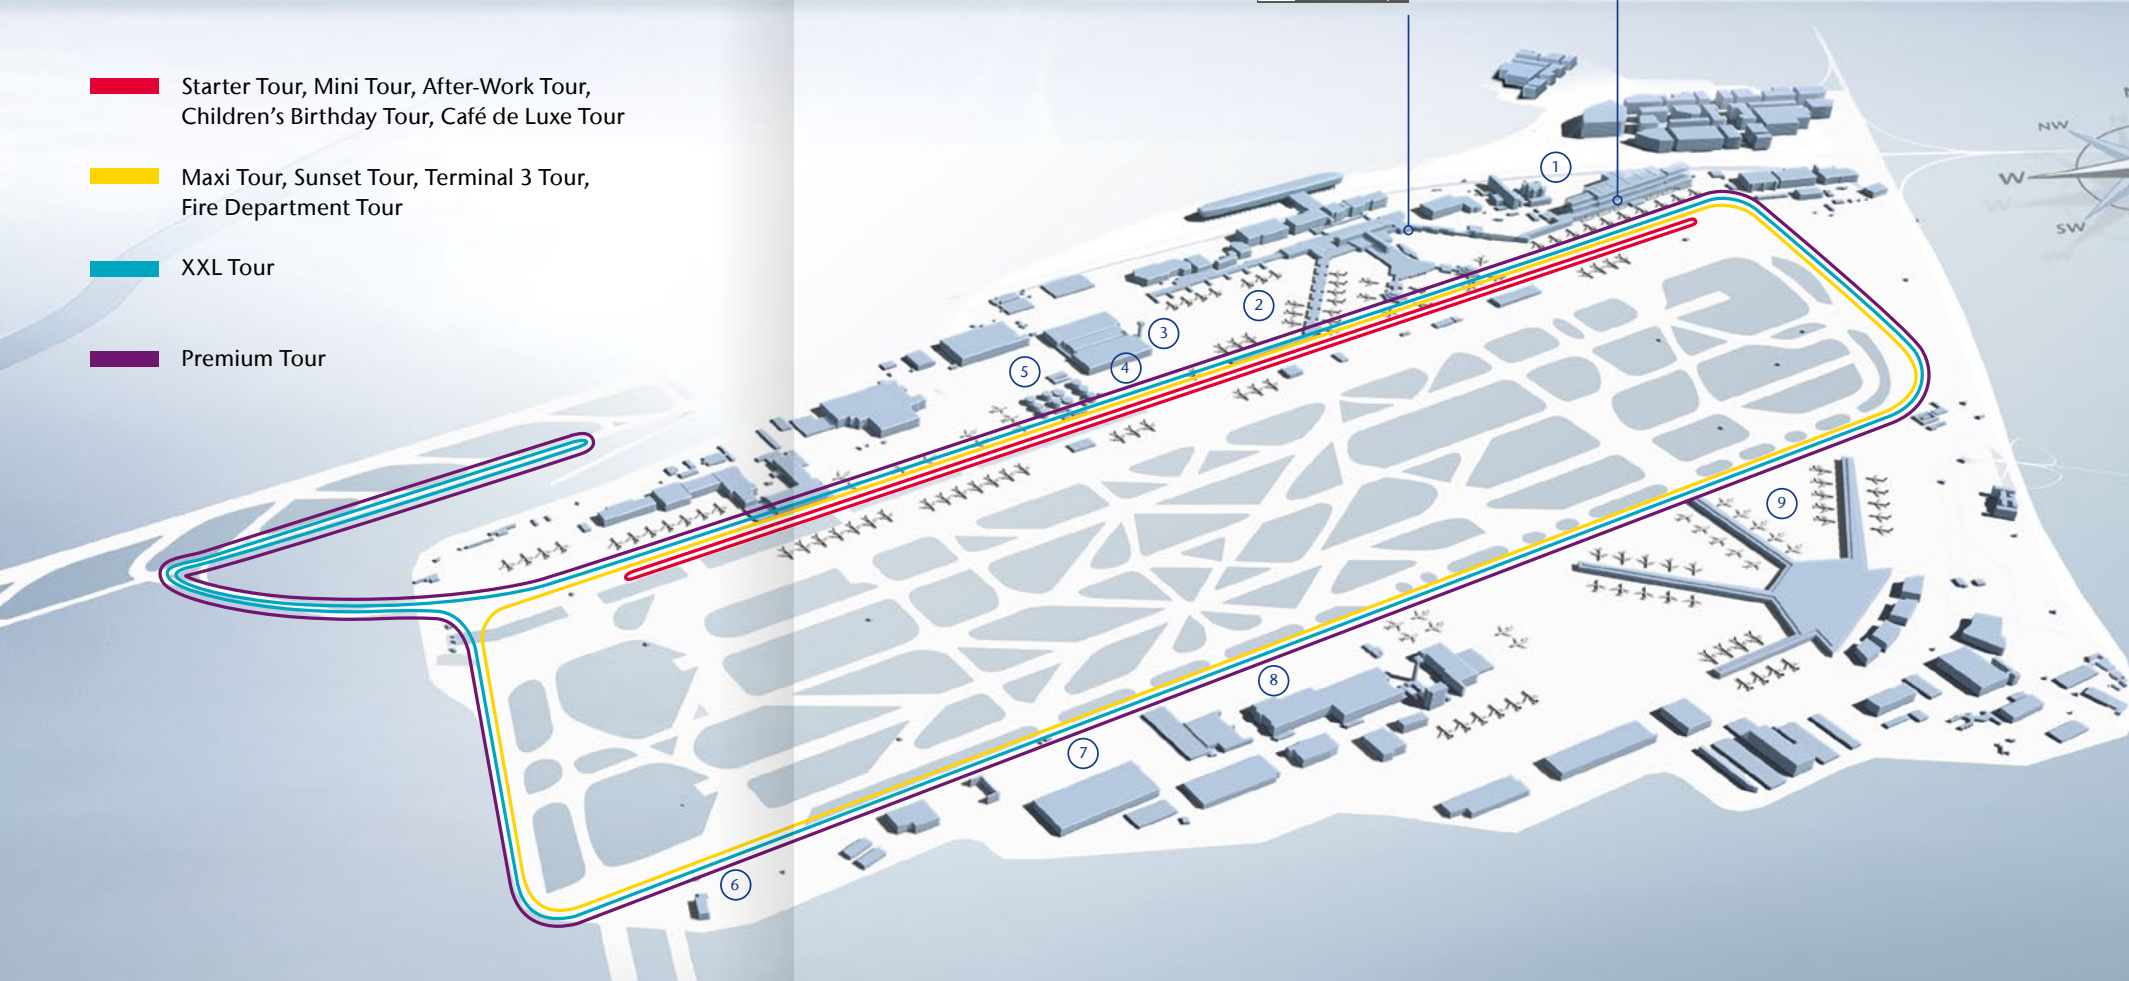 Starter Tour, Mini Tour, After-Work Tour,
Children's Birthday Tour, Café de Luxe Tour
Maxi Tour, Sunset Tour, Terminal 3 Tour,
Fire Department Tour
XXL Tour
Premium Tour
1
2
3
4
5
6
7
8
9
NW
W
SW